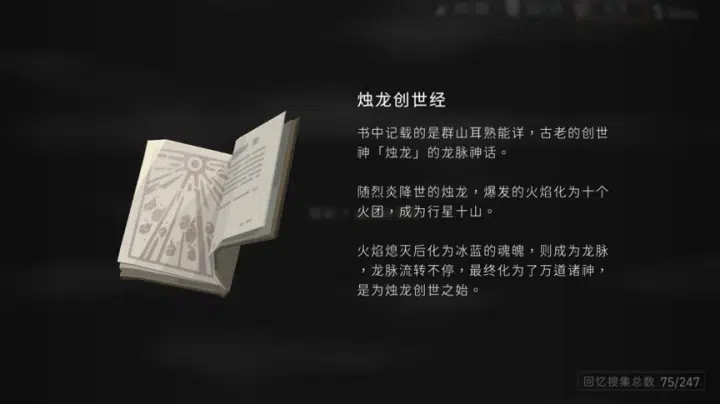 烛龙创世经
书中记载的是群山耳熟能详，古老的创世
神「烛龙」的龙脉神话。
随烈炎降世的烛龙，爆发的火焰化为十个
火团，成为行星十山。
火焰熄灭后化为冰蓝的魂魄，则成为龙脉
，龙脉流转不停，最终化为了万道诸神，
是为烛龙创世之始。
回忆搜集总数 75/247